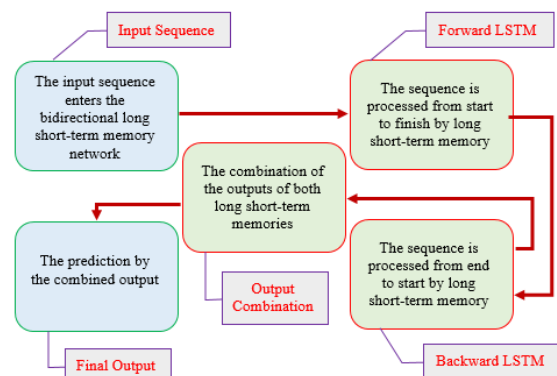 Input Sequence
The input sequence
enters the
bidirectional long
short-term memory
network
Forward LSTM
The sequence is
processed from start
to finish by long
short-term memory
The sequence is
processed from end
to start by long
short-term memory
Backward LSTM
The combination
of the outputs of both
long short-term
memories
Output
Combination
The prediction by
the combined output
Final Output